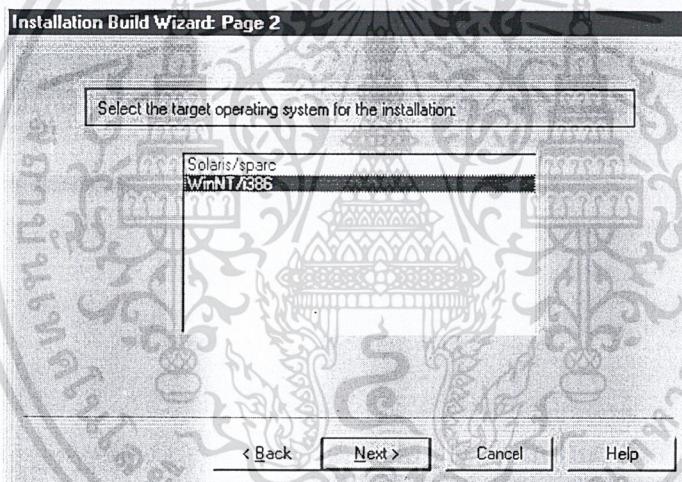 Installation Build Wizard: Page 2
Select the target operating system for the installation:
Solaris/sparc
WinNT/i386
< Back
Next >
Cancel
Help